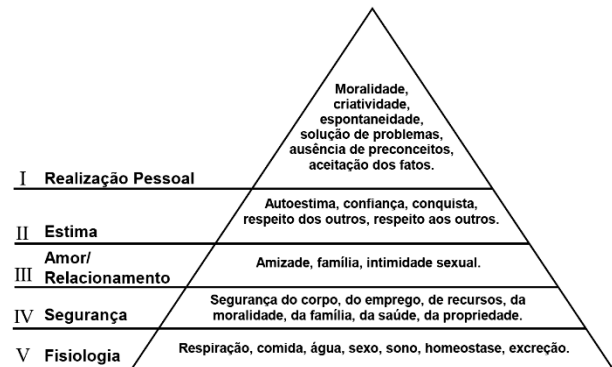 Moralidade,
criatividade,
espontaneidade,
solução de problemas,
ausência de preconceitos,
aceitação dos fatos.
I Realização Pessoal
Autoestima, confiança, conquista,
respeito dos outros, respeito aos outros.
II Estima
Amor/
III Relacionamento
Amizade, família, intimidade sexual.
Segurança do corpo, do emprego, de recursos, da
moralidade, da família, da saúde, da propriedade.
IV Segurança
V Fisiologia
Respiração, comida, água, sexo, sono, homeostase, excreção.